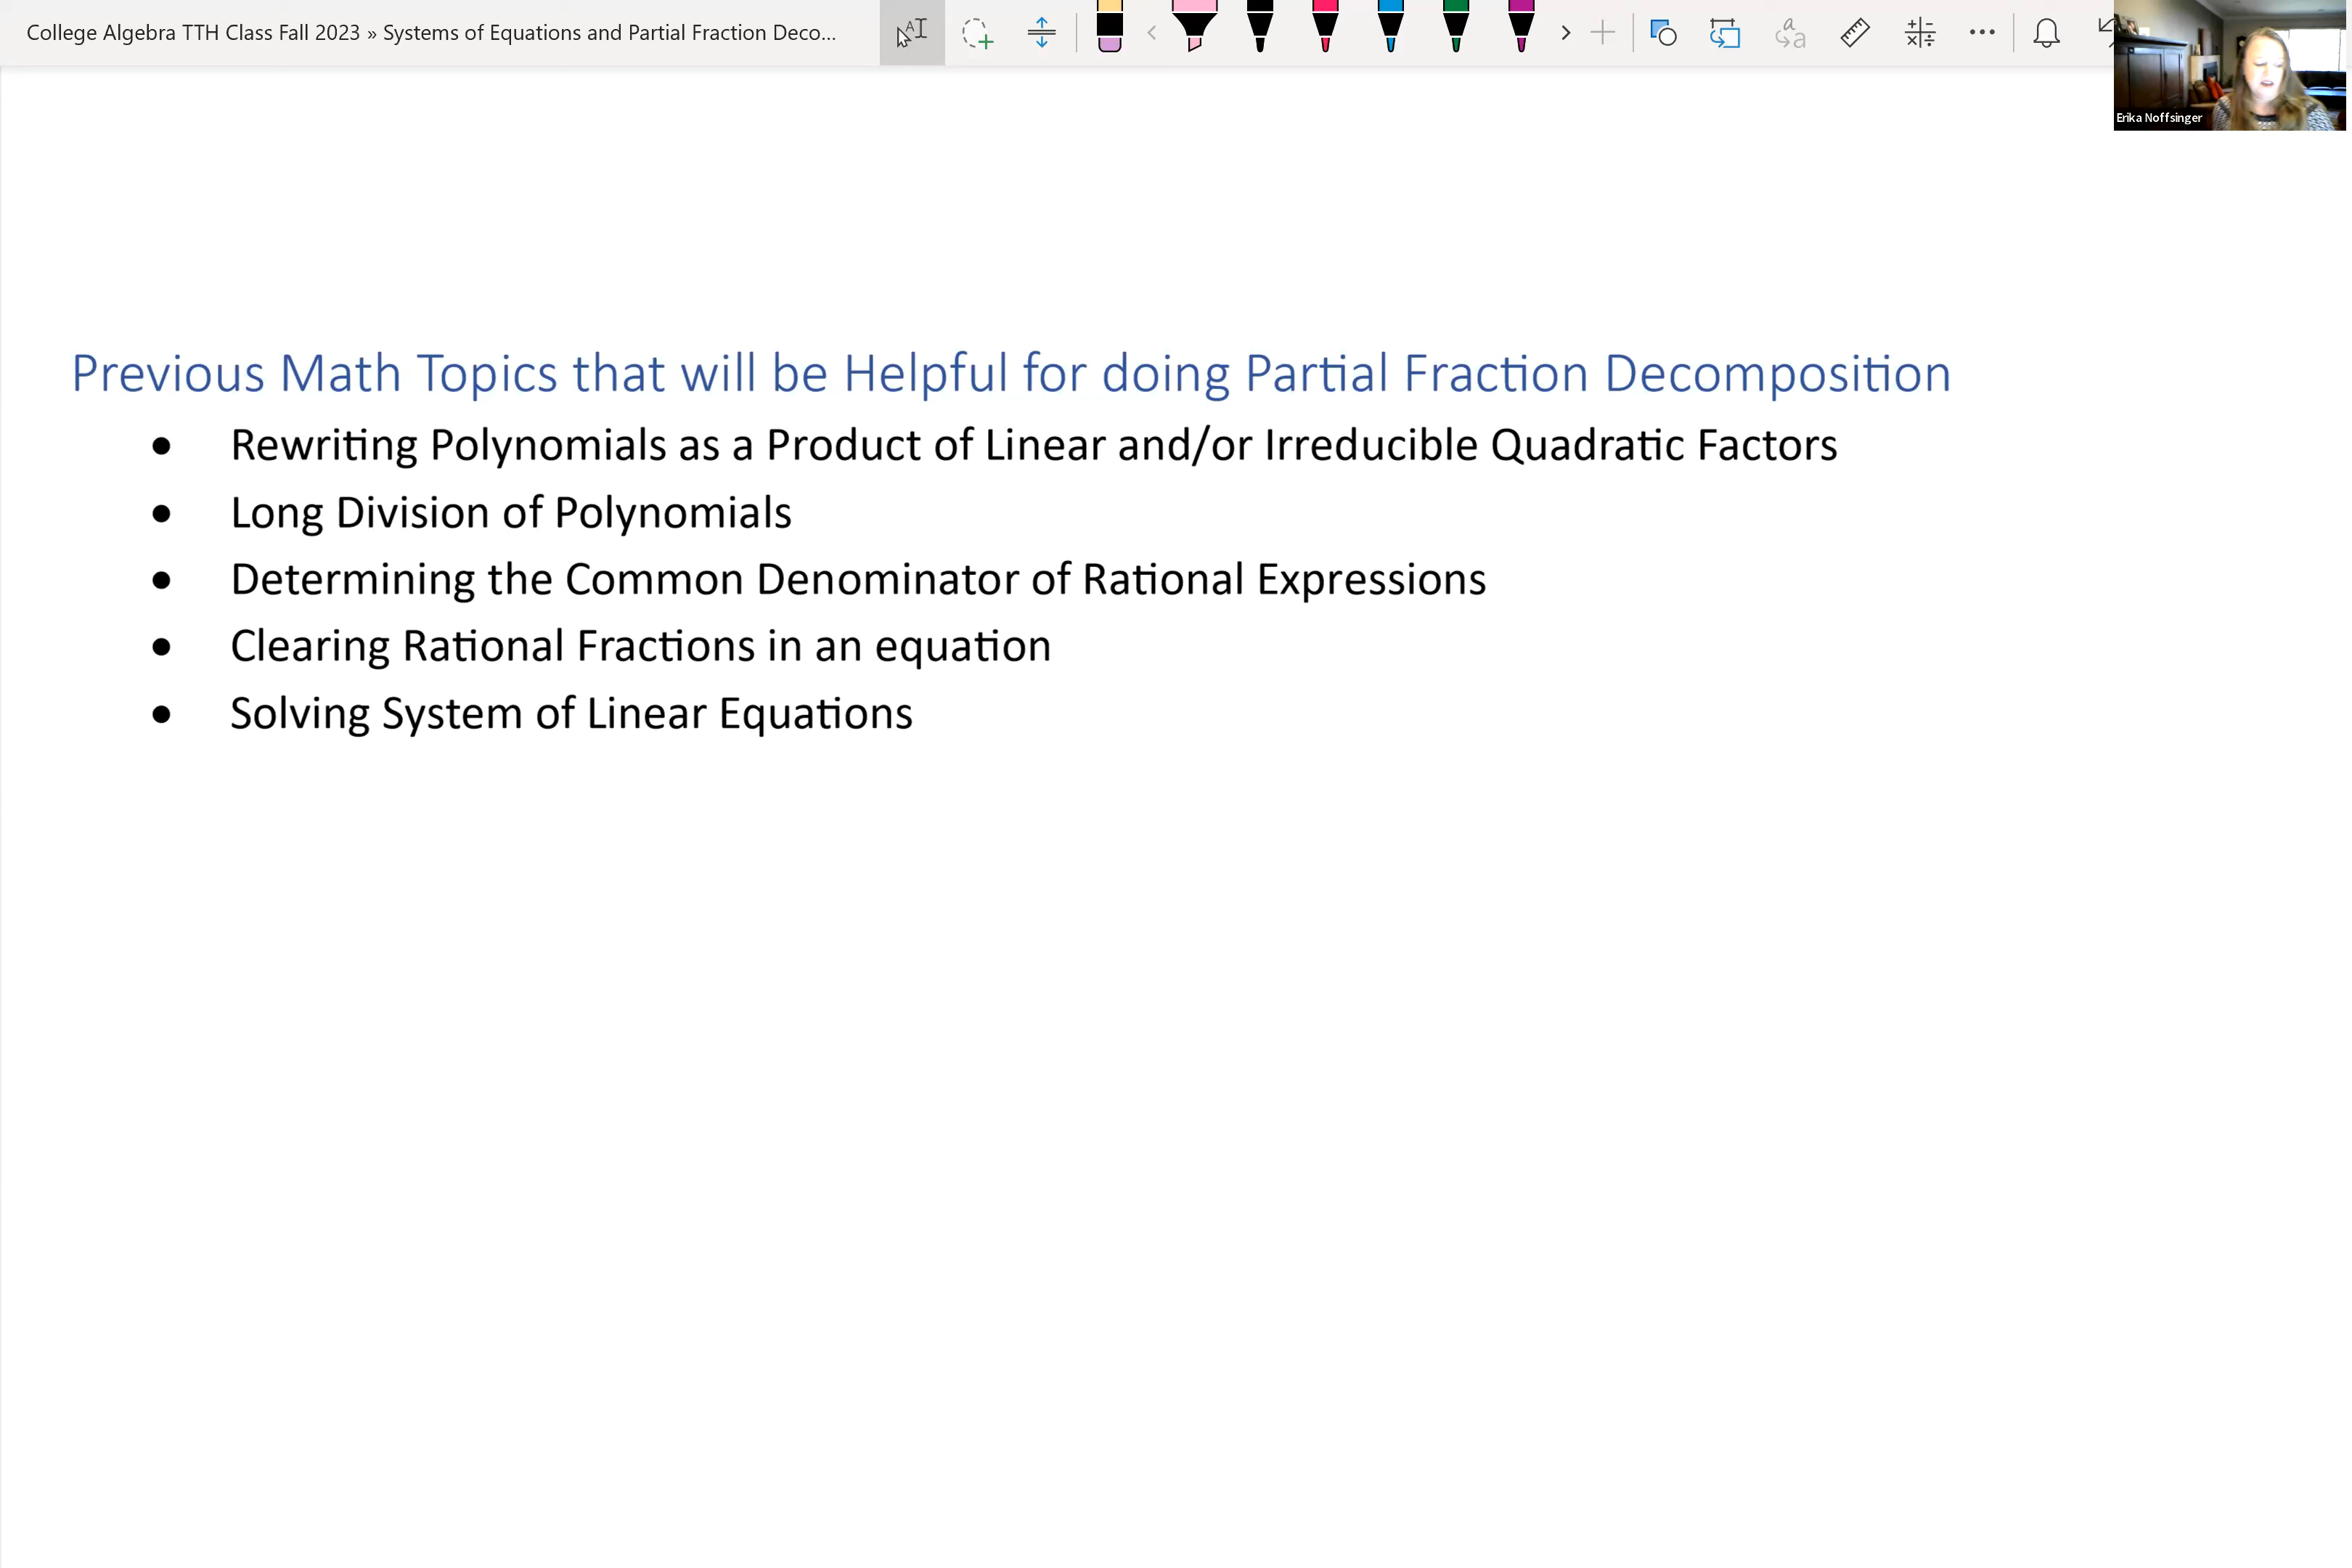 College Algebra TTH Class Fall 2023 » Systems of Equations and Partial Fraction Deco...
Erika Noffsinger
Previous Math Topics that will be Helpful for doing Partial Fraction Decomposition
● Rewriting Polynomials as a Product of Linear and/or Irreducible Quadratic Factors
● Long Division of Polynomials
● Determining the Common Denominator of Rational Expressions
● Clearing Rational Fractions in an equation
● Solving System of Linear Equations